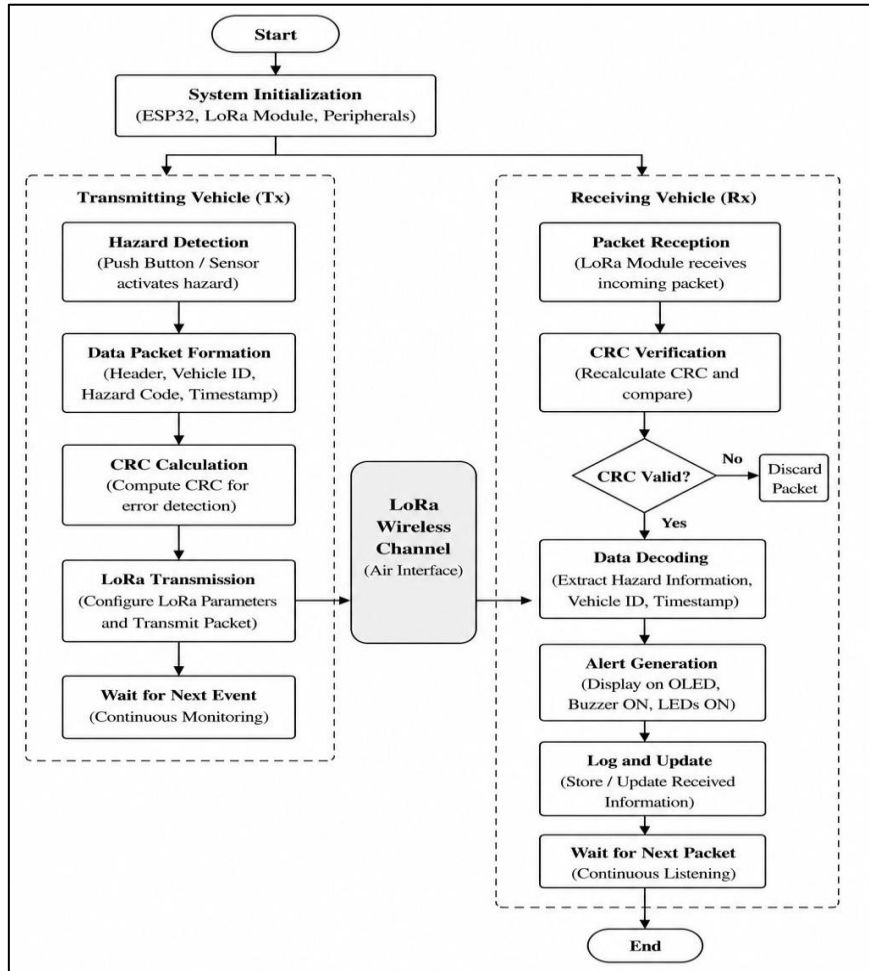 Start
System Initialization
(ESP32, LoRa Module, Peripherals)
Transmitting Vehicle (Tx)
Hazard Detection
(Push Button / Sensor
activates hazard)
Data Packet Formation
(Header, Vehicle ID,
Hazard Code, Timestamp)
CRC Calculation
(Compute CRC for
error detection)
LoRa Transmission
(Configure LoRa Parameters
and Transmit Packet)
Wait for Next Event
(Continuous Monitoring)
LoRa
Wireless
Channel
(Air Interface)
Receiving Vehicle (Rx)
Packet Reception
(LoRa Module receives
incoming packet)
CRC Verification
(Recalculate CRC and
compare)
CRC Valid?
No
Discard
Packet
Yes
Data Decoding
(Extract Hazard Information,
Vehicle ID, Timestamp)
Alert Generation
(Display on OLED,
Buzzer ON, LEDs ON)
Log and Update
(Store / Update Received
Information)
Wait for Next Packet
(Continuous Listening)
End